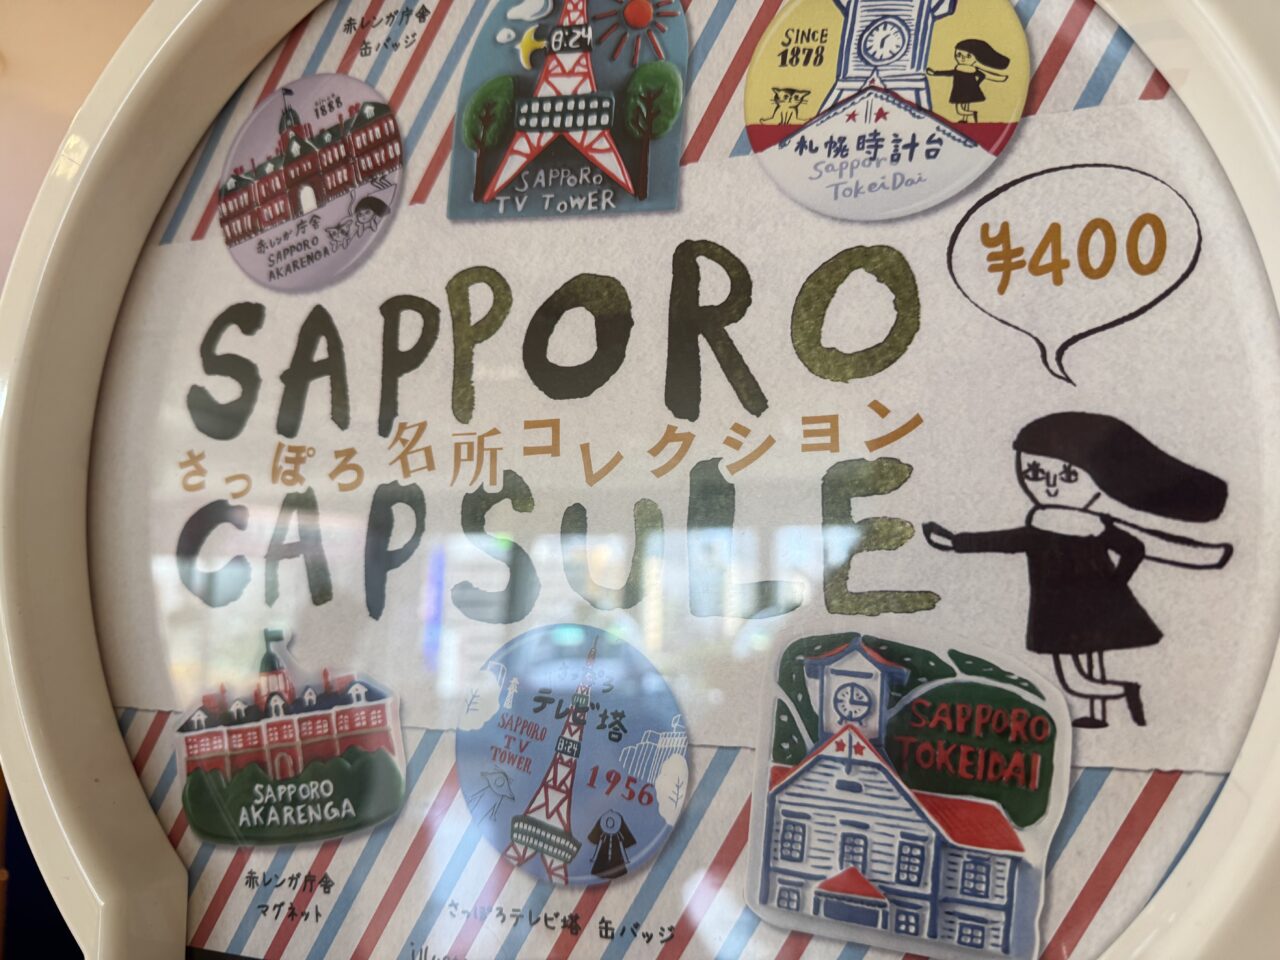 赤レンガ庁舎
缶バッジ
1888
赤レンガ庁舎
SAPPORO
AKARENGA
8:24
SAPPORO
TV TOWER
SINCE
1878
札幌時計台
Sapporo
TokeiDai
¥400
SAPPORO
さっぽろ名所コレクション
CAPSULE
SAPPORO
AKARENGA
赤レンガ庁舎
マグネット
さっぽろ
テレビ塔
SAPPORO
TV
TOWER
8:24
1956
さっぽろテレビ塔 缶バッジ
SAPPORO
TOKEIDAI